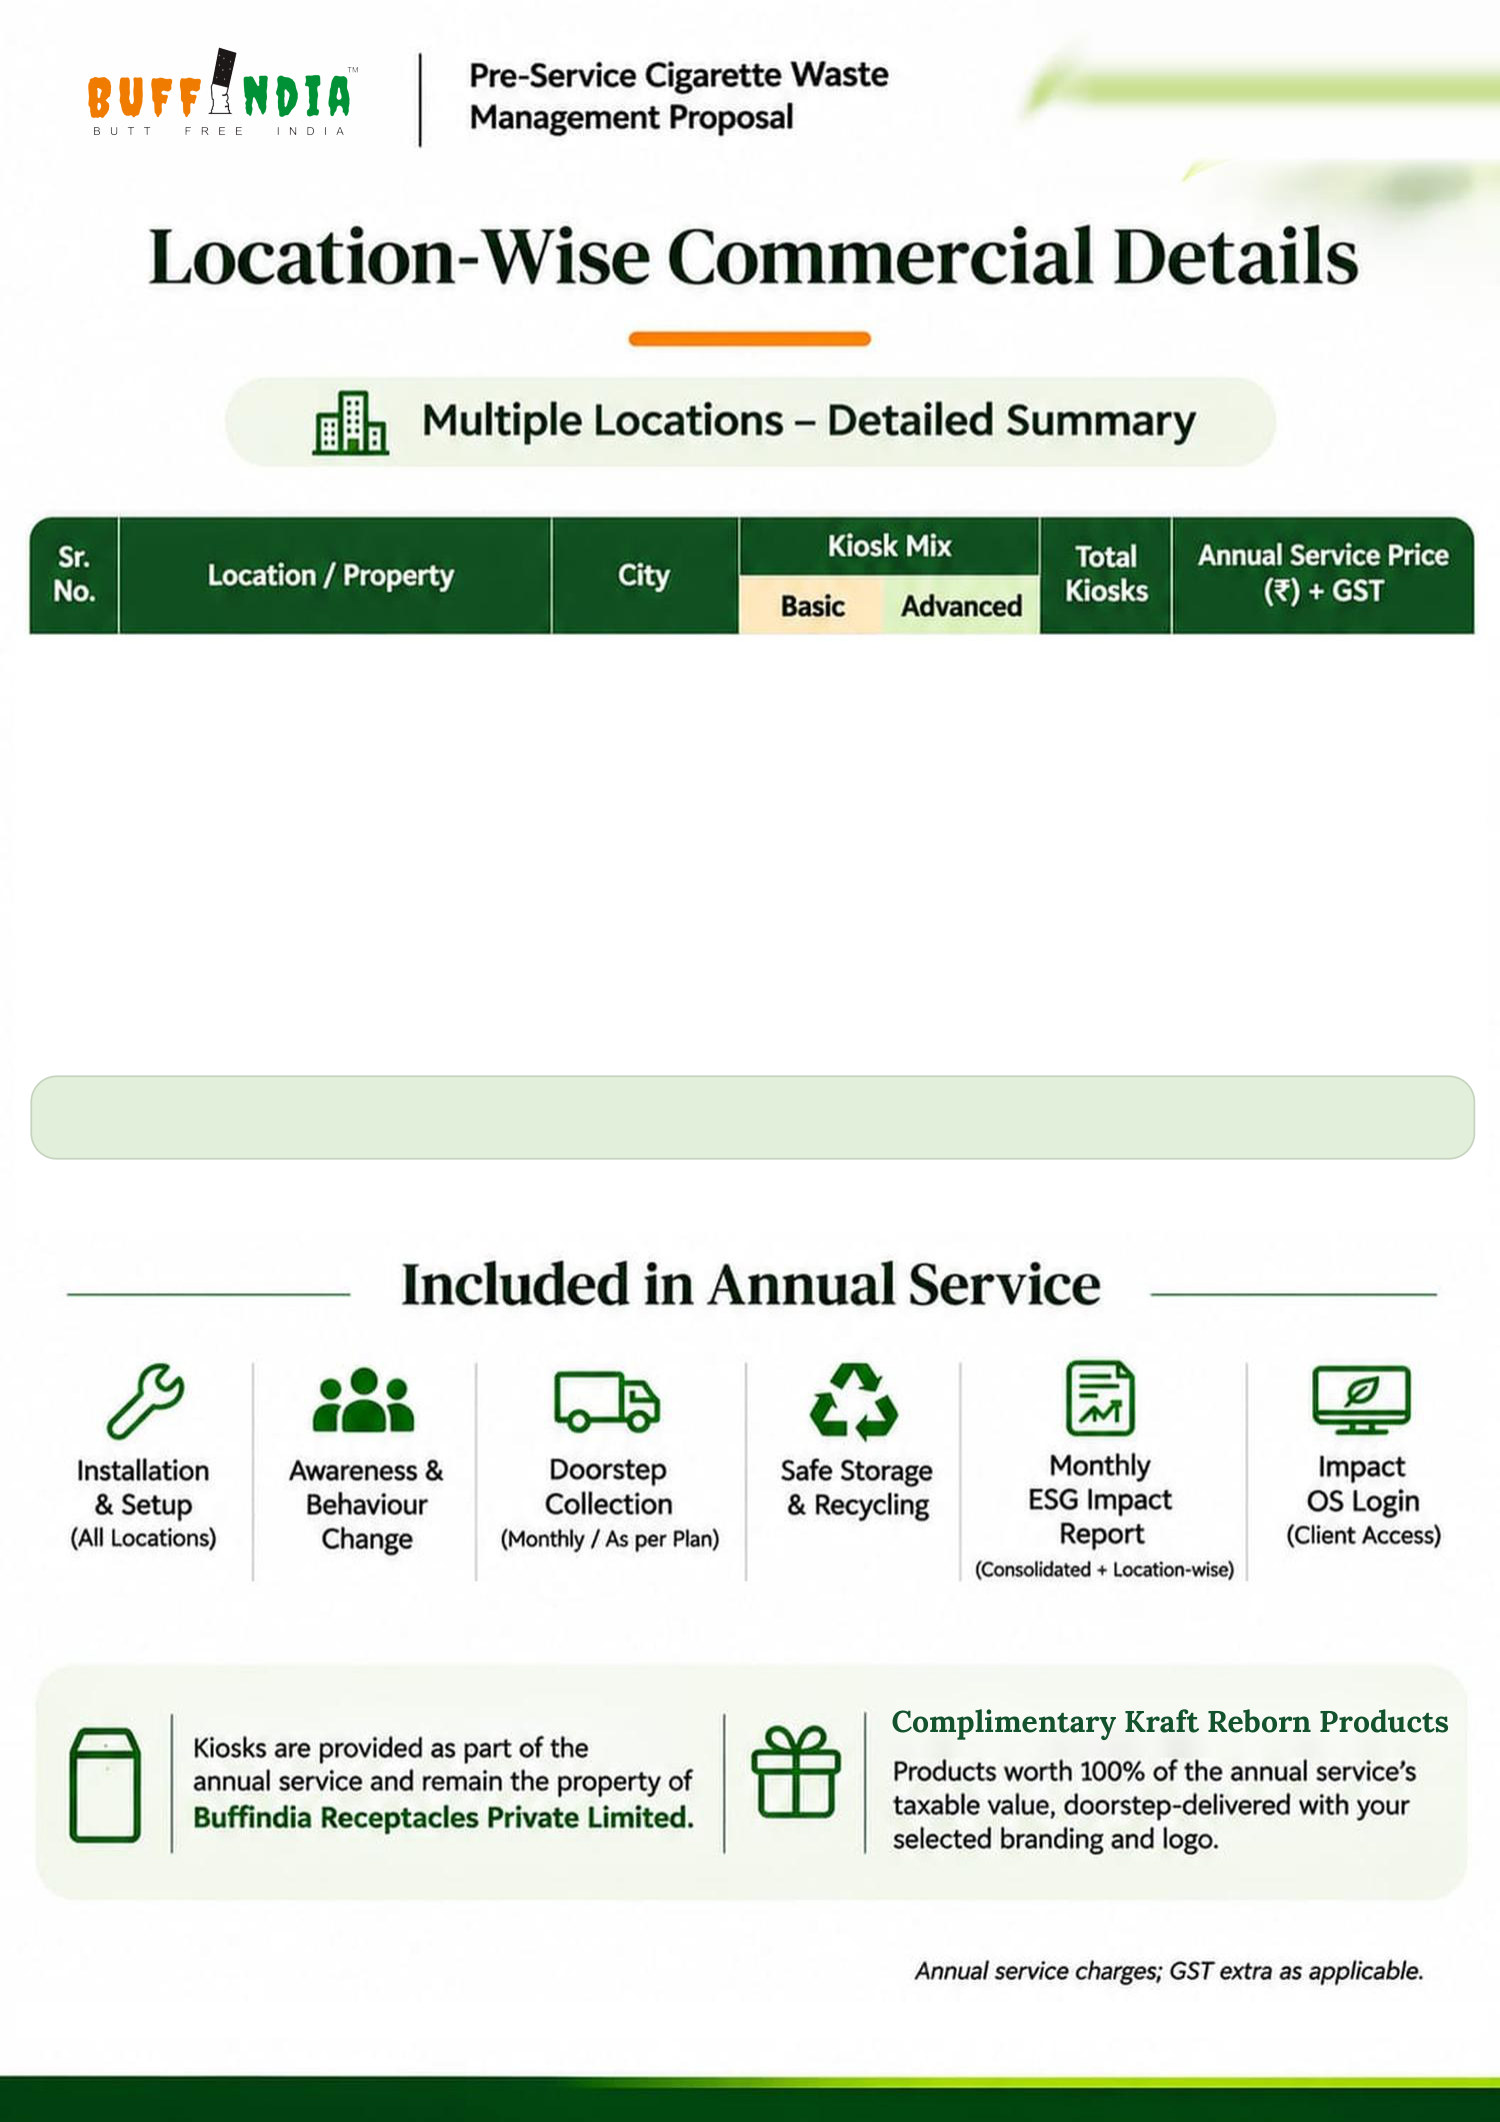 BUFFINDIA™
BUTT FREE INDIA
Pre-Service Cigarette Waste
Management Proposal
Location-Wise Commercial Details
Multiple Locations – Detailed Summary
Sr.
No.
Location / Property
City
Kiosk Mix
Basic
Advanced
Total
Kiosks
Annual Service Price
(₹) + GST
Included in Annual Service
Installation
& Setup
(All Locations)
Awareness &
Behaviour
Change
Doorstep
Collection
(Monthly / As per Plan)
Safe Storage
& Recycling
Monthly
ESG Impact
Report
(Consolidated + Location-wise)
Impact
OS Login
(Client Access)
Kiosks are provided as part of the
annual service and remain the property of
Buffindia Receptacles Private Limited.
Complimentary Kraft Reborn Products
Products worth 100% of the annual service’s
taxable value, doorstep-delivered with your
selected branding and logo.
Annual service charges; GST extra as applicable.